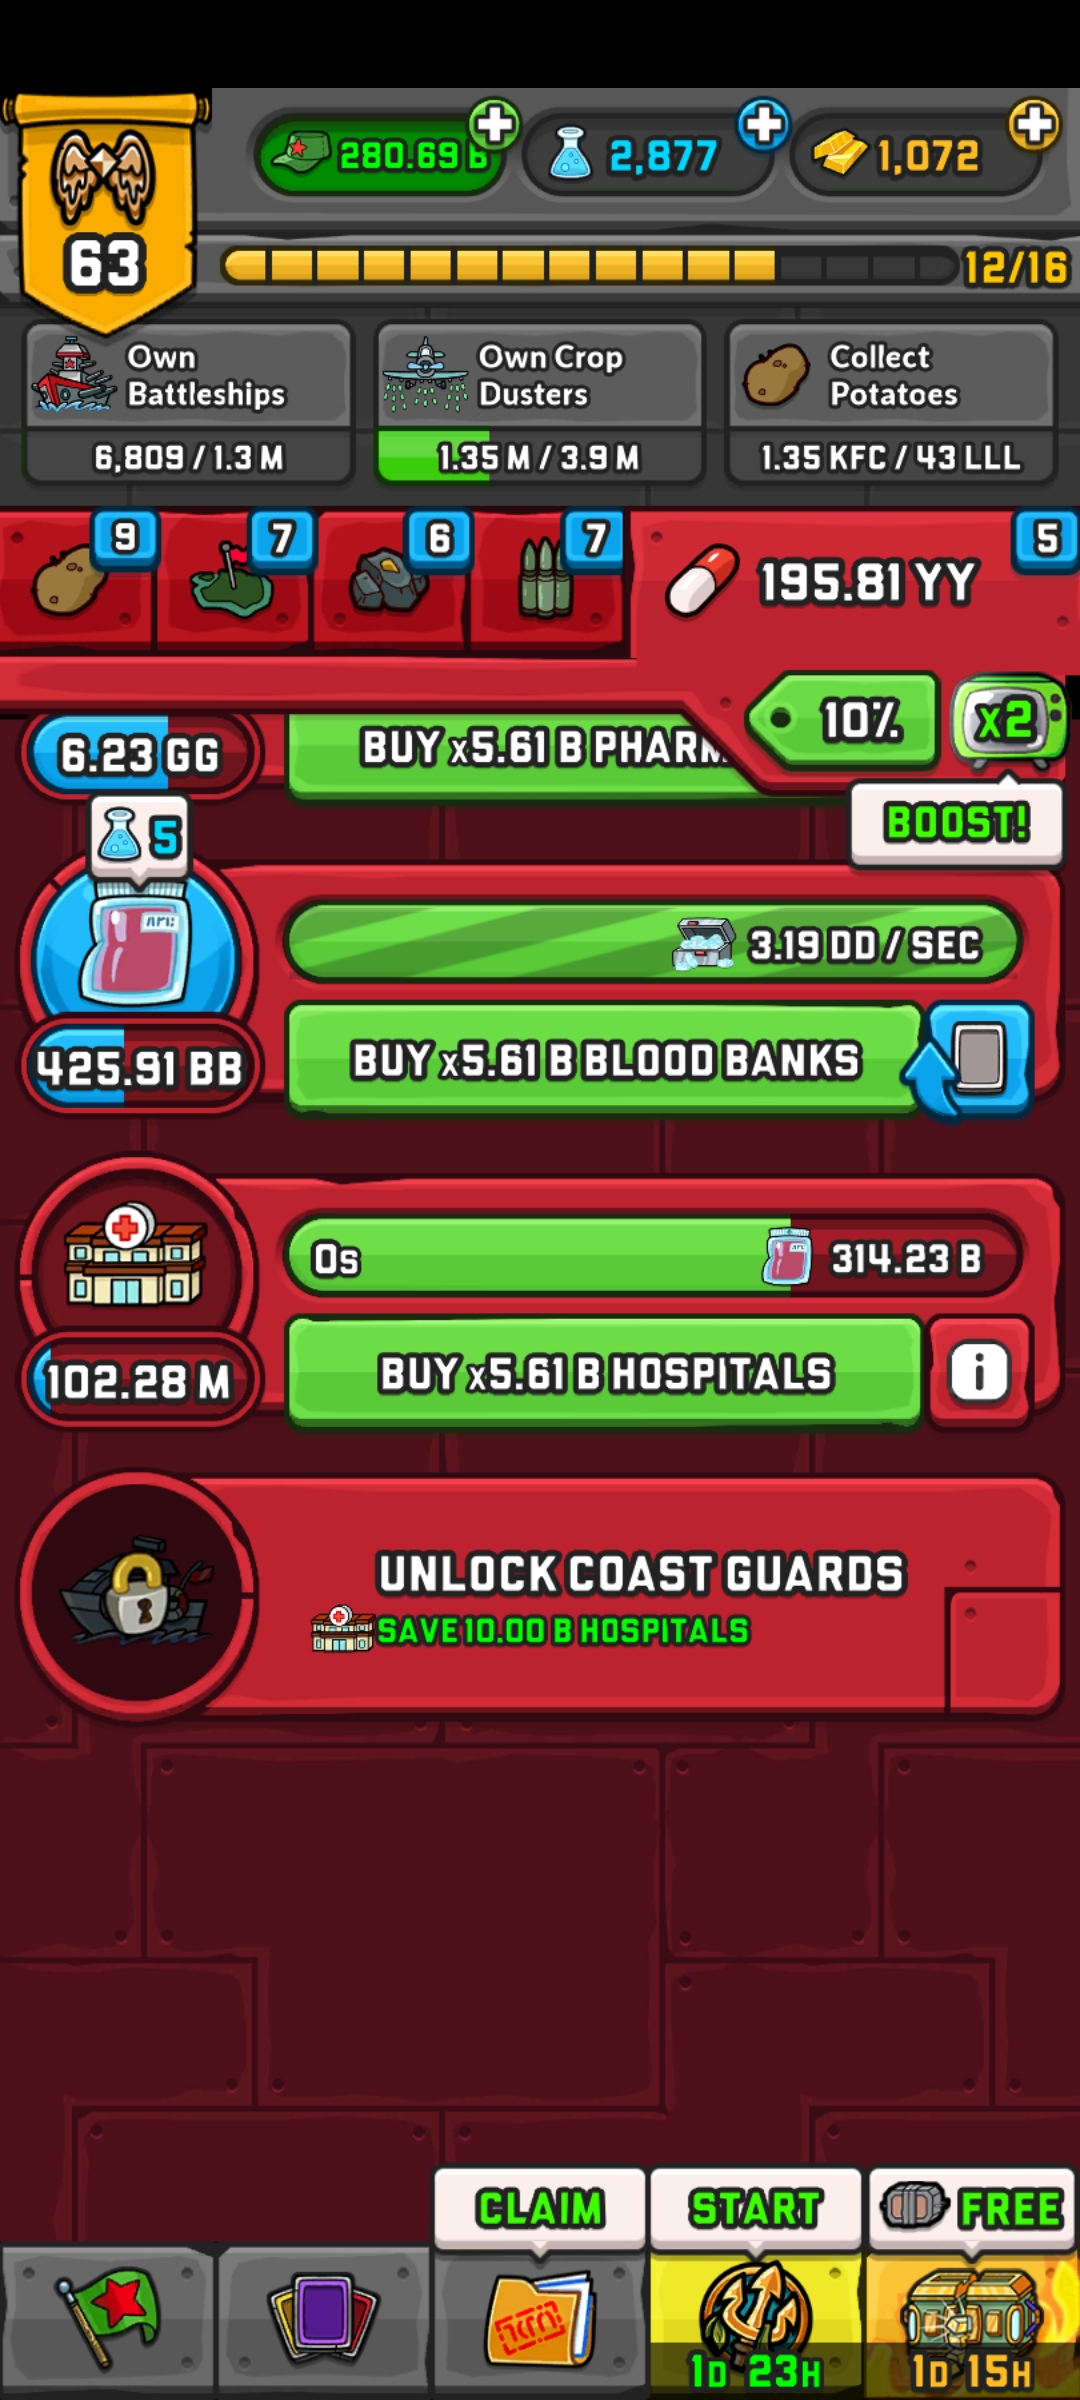 280.69 B
2,877
1,072
63
12/16
Own
Battleships
Own Crop
Dusters
Collect
Potatoes
6,809 / 1.3 M
1.35 M / 3.9 M
1.35 KFC / 43 LLL
9
7
6
7
5
195.81 YY
10%
x2
6.23 GG
BUY x5.61 B PHARM
BOOST!
5
3.19 DD / SEC
425.91 BB
BUY x5.61 B BLOOD BANKS
0s
314.23 B
102.28 M
BUY x5.61 B HOSPITALS
i
UNLOCK COAST GUARDS
SAVE 10.00 B HOSPITALS
CLAIM
START
FREE
1D 23H
1D 15H